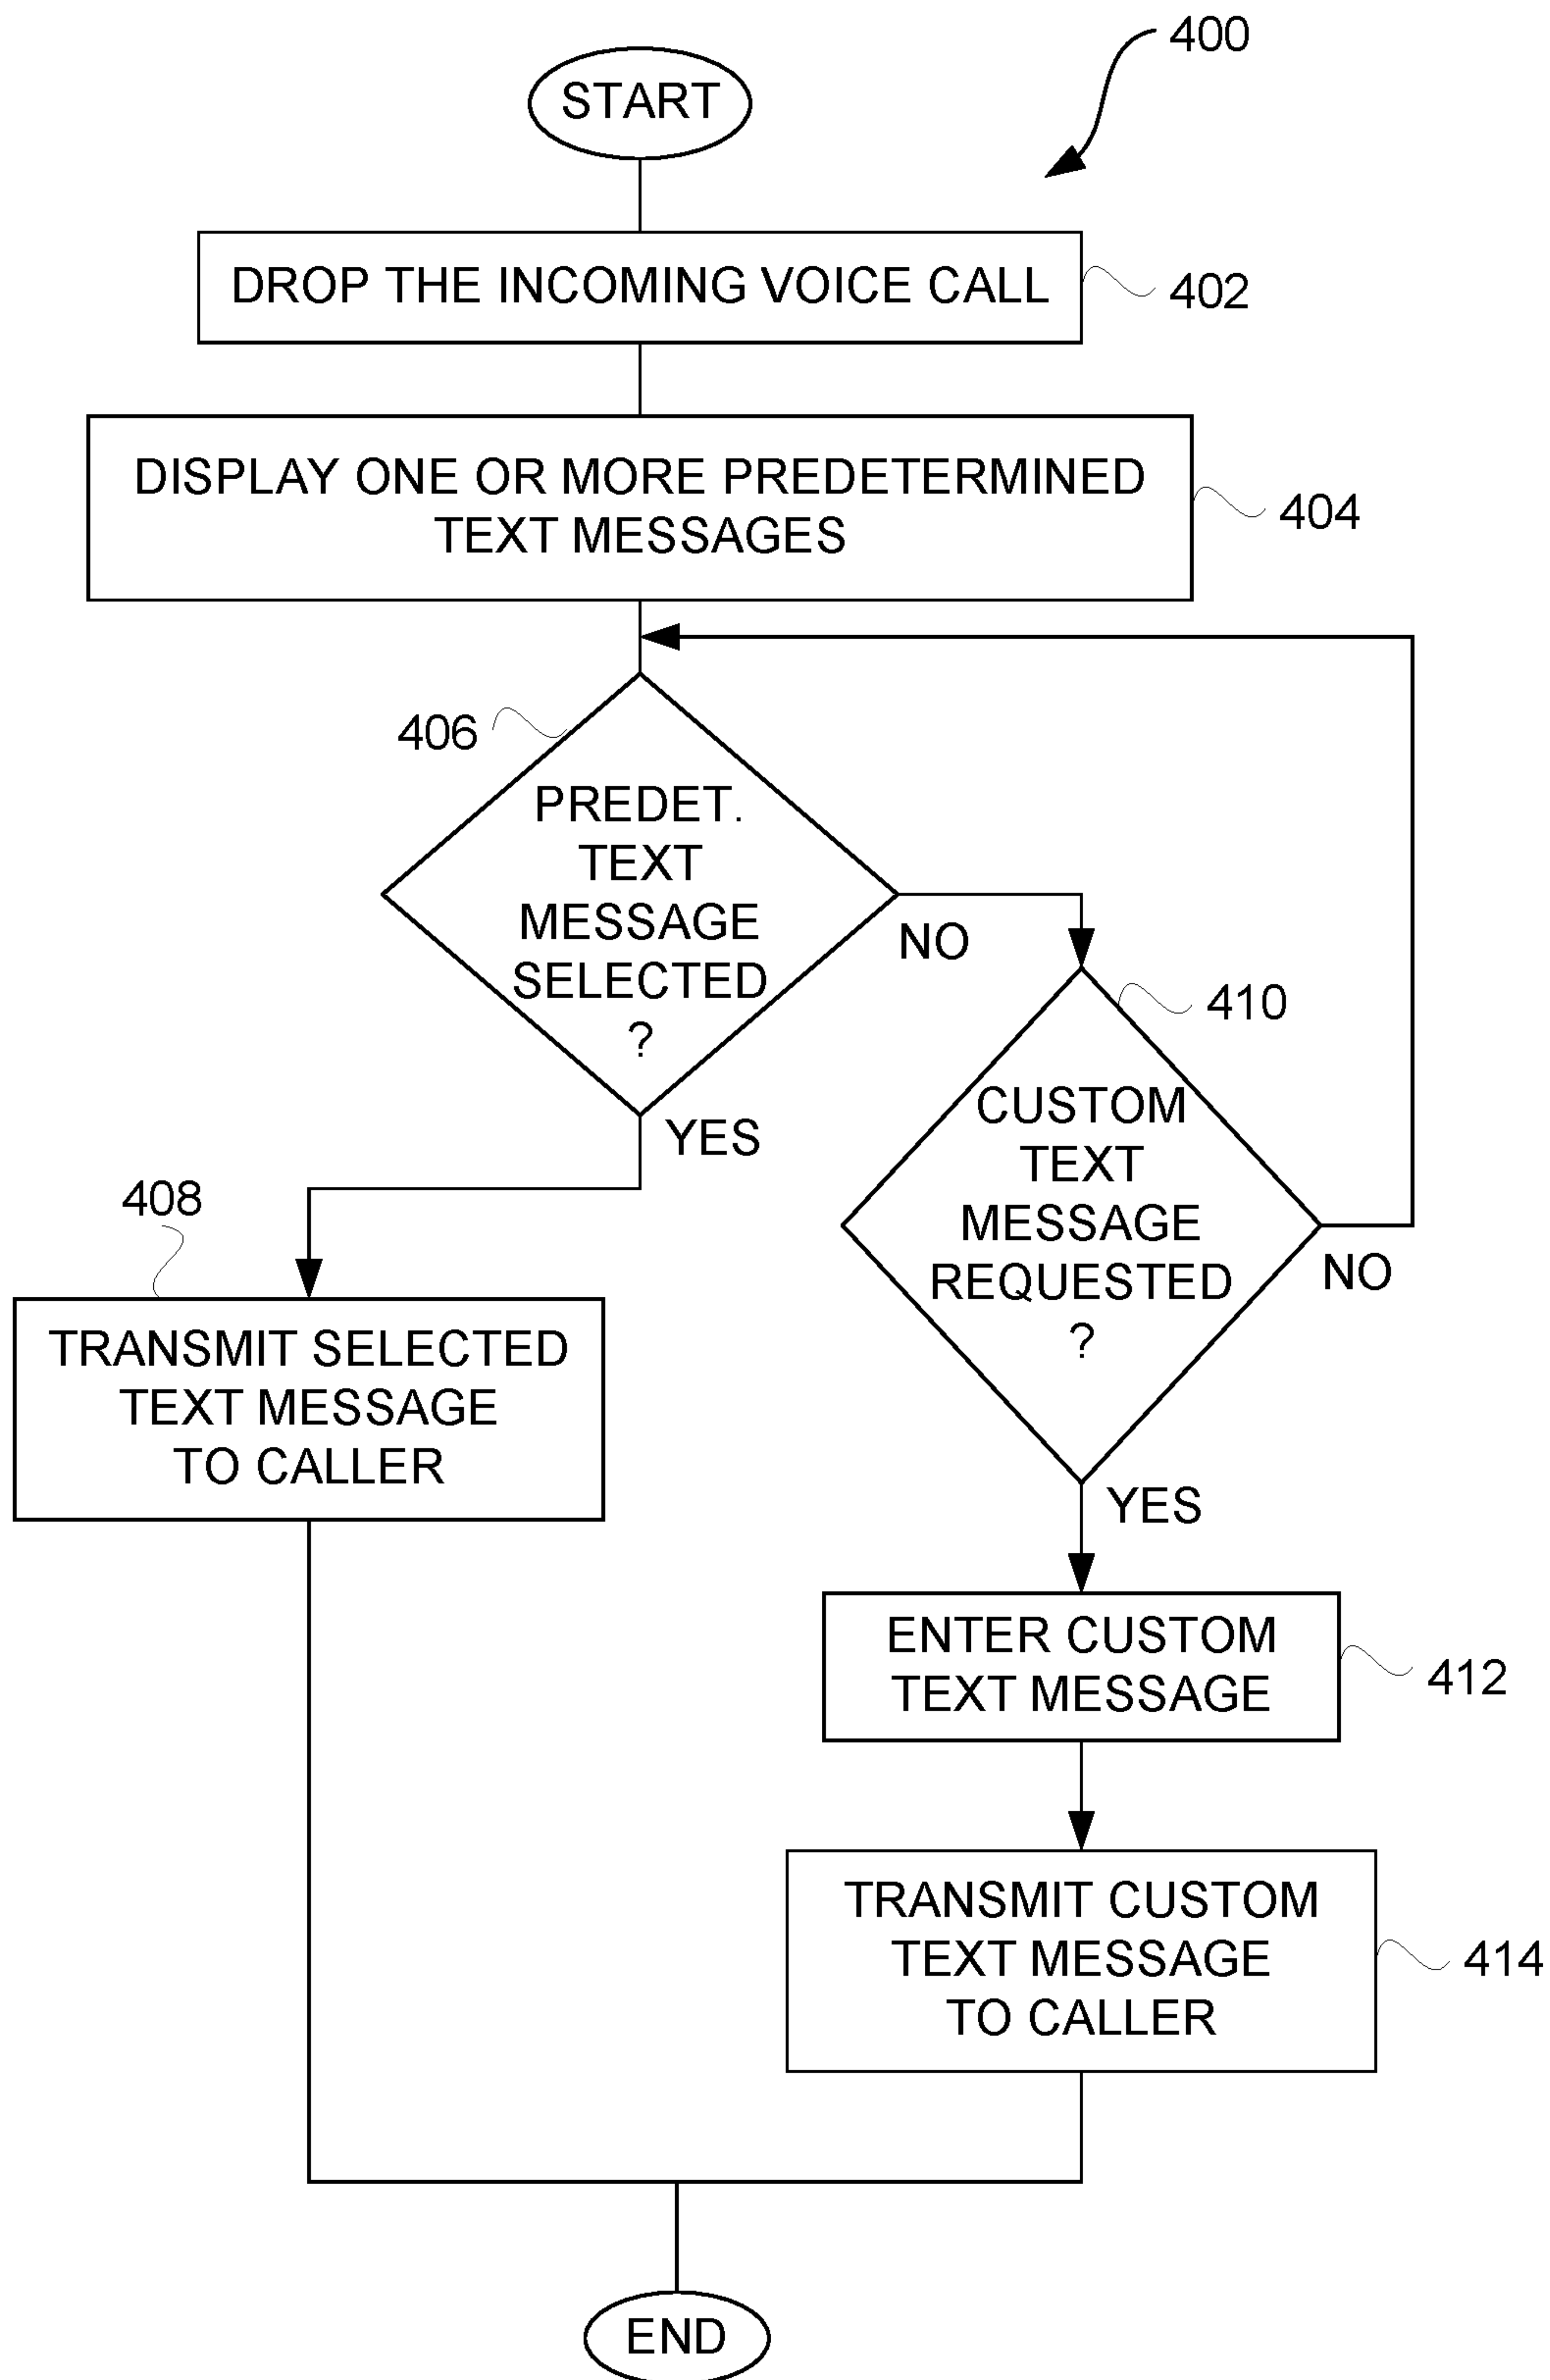 400
START
DROP THE INCOMING VOICE CALL
402
DISPLAY ONE OR MORE PREDETERMINED
TEXT MESSAGES
404
406
PREDET.
TEXT
MESSAGE
SELECTED
?
NO
YES
410
CUSTOM
TEXT
MESSAGE
REQUESTED
?
NO
YES
408
TRANSMIT SELECTED
TEXT MESSAGE
TO CALLER
ENTER CUSTOM
TEXT MESSAGE
412
TRANSMIT CUSTOM
TEXT MESSAGE
TO CALLER
414
END